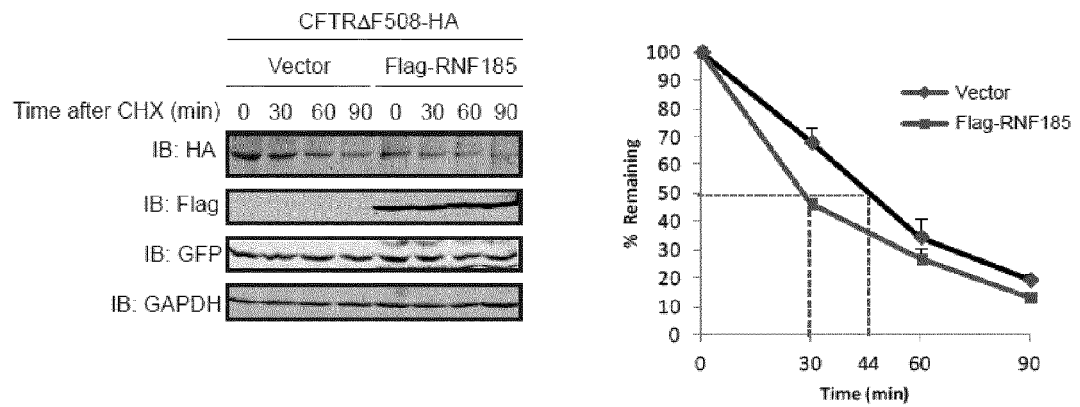 CFTRΔF508-HA
Vector Flag-RNF185
Time after CHX (min) 0 30 60 90 0 30 60 90
IB: HA
IB: Flag
IB: GFP
IB: GAPDH
% Remaining
100
90
80
70
60
50
40
30
20
10
0
0 30 44 60 90
Time (min)
Vector
Flag-RNF185